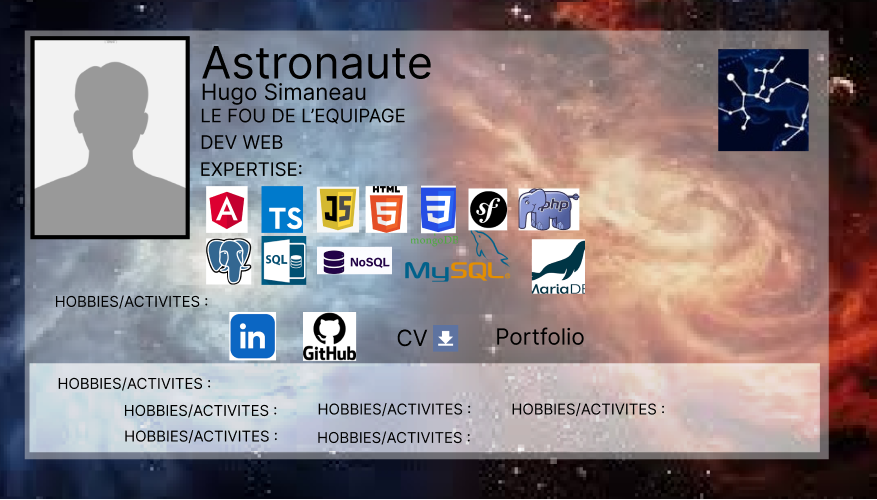 Astronaute
Hugo Simaneau
LE FOU DE L’EQUIPAGE
DEV WEB
EXPERTISE:
A TS JS HTML 5 3 sf php
SQL NoSQL MySQL MariaDB
HOBBIES/ACTIVITES :
in GitHub CV Portfolio
HOBBIES/ACTIVITES :
HOBBIES/ACTIVITES : HOBBIES/ACTIVITES : HOBBIES/ACTIVITES :
HOBBIES/ACTIVITES : HOBBIES/ACTIVITES :